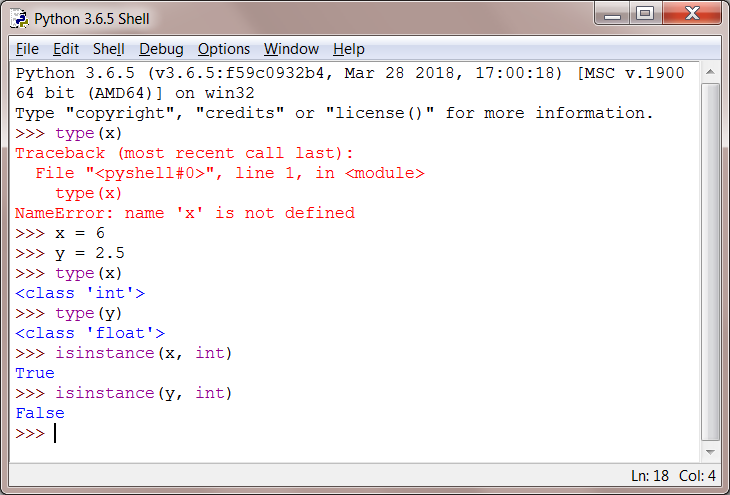 Python 3.6.5 Shell
File Edit Shell Debug Options Window Help
Python 3.6.5 (v3.6.5:f59c0932b4, Mar 28 2018, 17:00:18) [MSC v.1900
64 bit (AMD64)] on win32
Type "copyright", "credits" or "license()" for more information.
>>> type(x)
Traceback (most recent call last):
  File "<pyshell#0>", line 1, in <module>
    type(x)
NameError: name 'x' is not defined
>>> x = 6
>>> y = 2.5
>>> type(x)
<class 'int'>
>>> type(y)
<class 'float'>
>>> isinstance(x, int)
True
>>> isinstance(y, int)
False
>>>
Ln: 18 Col: 4